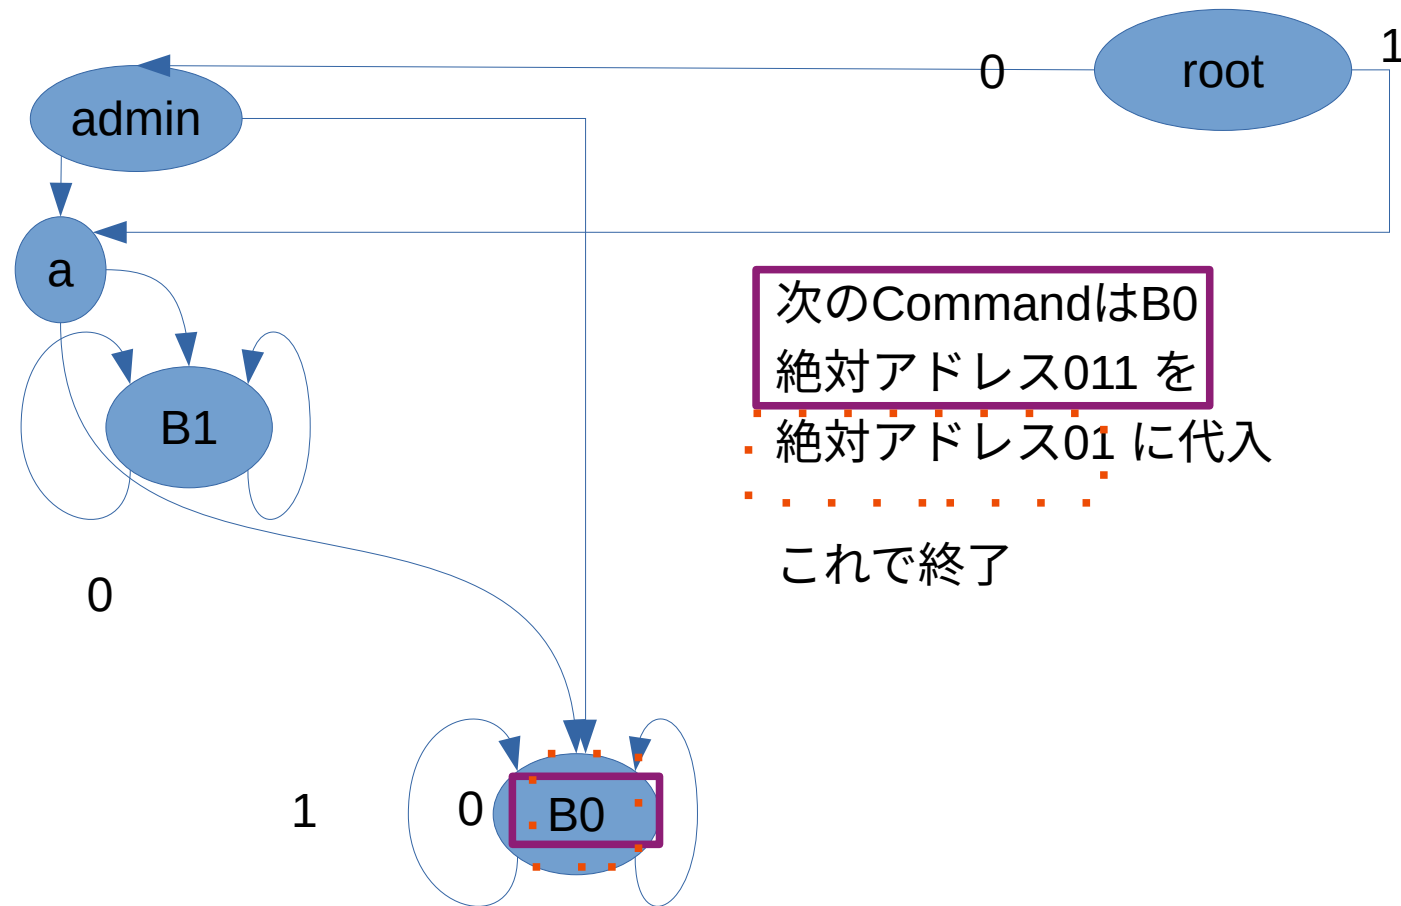 0
root
1
admin
a
次のCommandはB0
絶対アドレス011 を
絶対アドレス01 に代入
これで終了
B1
0
1
0
B0